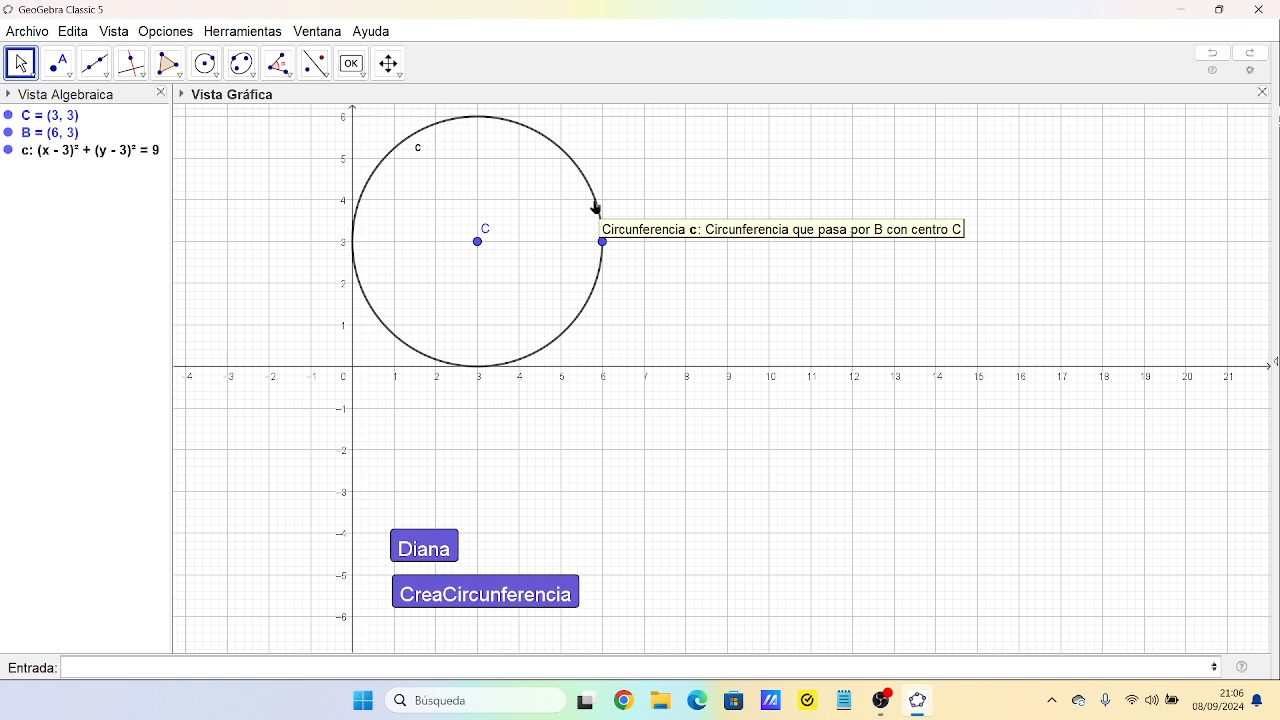 GeoGebra Classic 5
Archivo Edita Vista Opciones Herramientas Ventana Ayuda
A OK
Vista Algebraica
Vista Gráfica
C = (3, 3)
B = (6, 3)
c: (x - 3)² + (y - 3)² = 9
6
c
5
4
C
Circunferencia c: Circunferencia que pasa por B con centro C
3
2
1
-4 -3 -2 -1 0 1 2 3 4 5 6 7 8 9 10 11 12 13 14 15 16 17 18 19 20 21
-1
-2
-3
-4
Diana
-5
CreaCircunferencia
-6
Entrada:
Búsqueda
21:06
08/09/2024